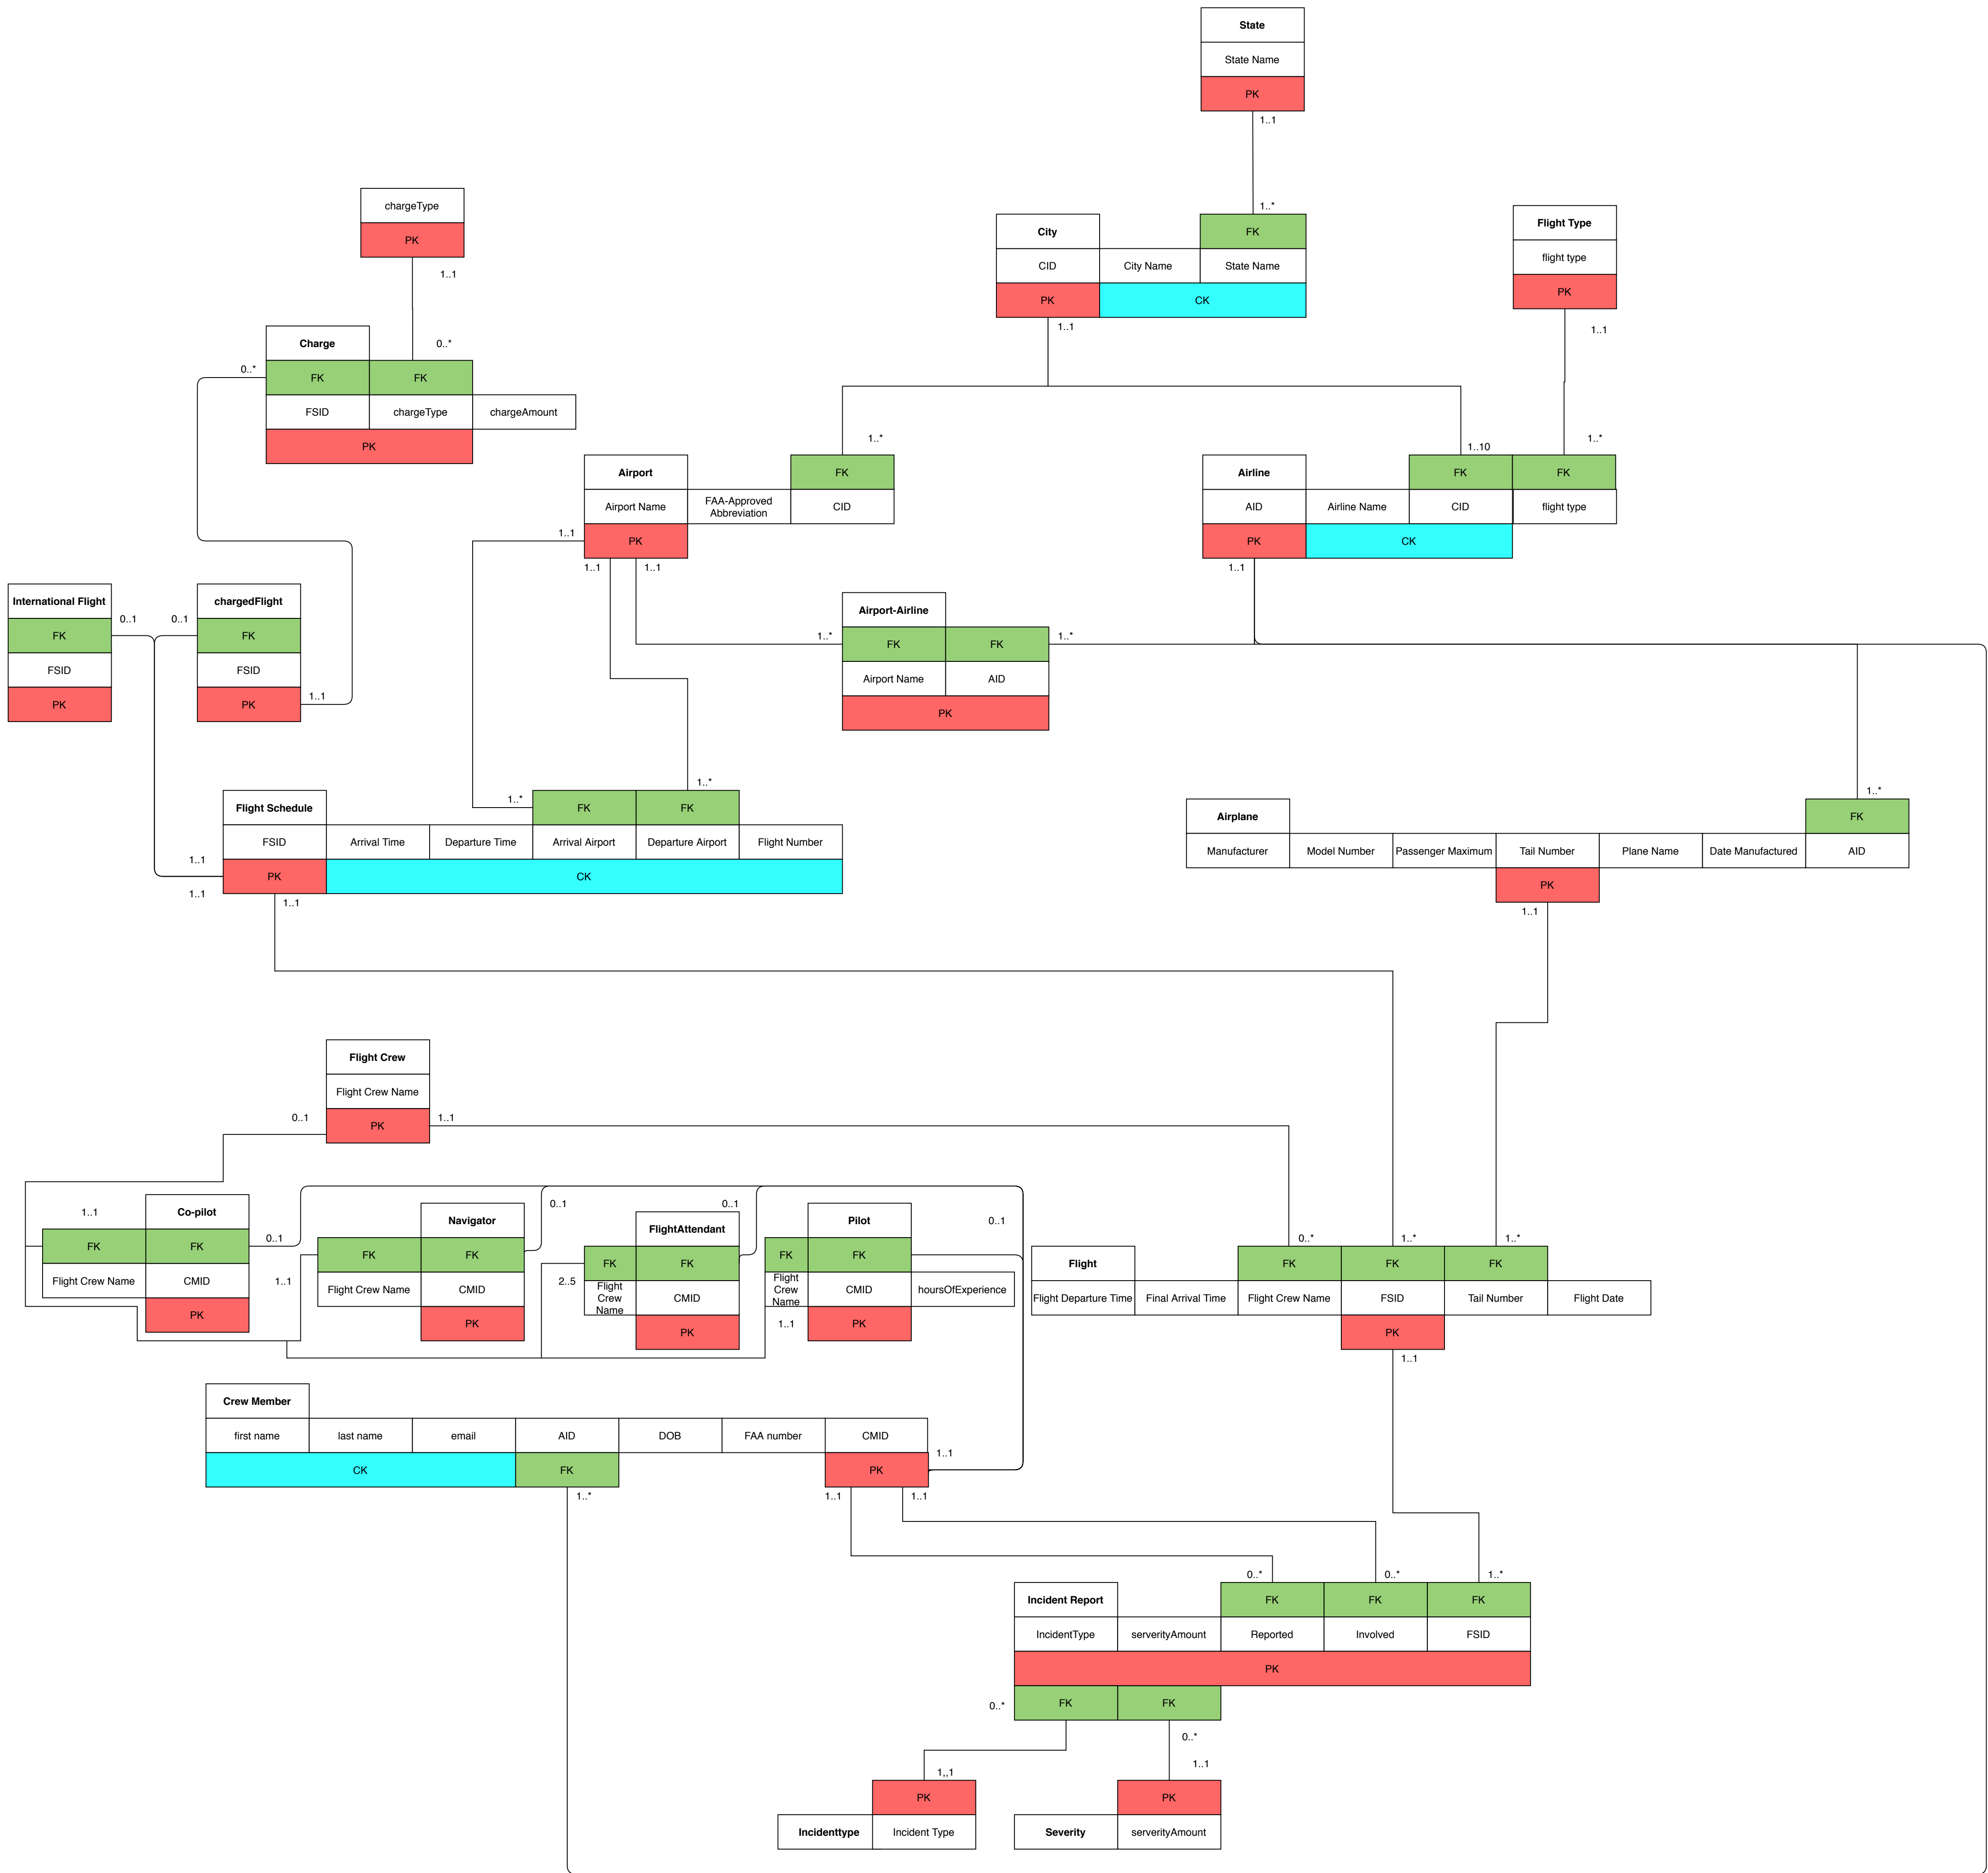 State
State Name
PK
1..1
1..*
chargeType
PK
1..1
City
FK
CID
City Name
State Name
PK
CK
1..1
Flight Type
flight type
PK
1..1
Charge
0..*
0..*
FK
FK
FSID
chargeType
chargeAmount
PK
1..*
Airport
FK
Airport Name
FAA-Approved
Abbreviation
CID
PK
1..1
1..1
1..1
1..10
1..*
Airline
FK
FK
AID
Airline Name
CID
flight type
PK
CK
1..1
International Flight
FK
FSID
PK
0..1
0..1
chargedFlight
FK
FSID
PK
1..1
Airport-Airline
1..*
FK
FK
1..*
Airport Name
AID
PK
1..*
1..*
Flight Schedule
FK
FK
FSID
Arrival Time
Departure Time
Arrival Airport
Departure Airport
Flight Number
1..1
PK
CK
1..1
1..1
1..*
Airplane
FK
Manufacturer
Model Number
Passenger Maximum
Tail Number
Plane Name
Date Manufactured
AID
PK
1..1
Flight Crew
Flight Crew Name
0..1
PK
1..1
1..1
Co-pilot
FK
FK
0..1
Flight Crew Name
CMID
PK
Navigator
0..1
FK
FK
1..1
Flight Crew Name
CMID
PK
0..1
FlightAttendant
FK
FK
2..5
Flight
Crew
Name
CMID
PK
Pilot
0..1
FK
FK
Flight
Crew
Name
CMID
hoursOfExperience
1..1
PK
0..*
1..*
1..*
Flight
FK
FK
FK
Flight Departure Time
Final Arrival Time
Flight Crew Name
FSID
Tail Number
Flight Date
PK
1..1
Crew Member
first name
last name
email
AID
DOB
FAA number
CMID
1..1
CK
FK
PK
1..*
1..1
1..1
0..*
0..*
1..*
Incident Report
FK
FK
FK
IncidentType
serverityAmount
Reported
Involved
FSID
PK
0..*
FK
FK
0..*
1..1
1,,1
PK
PK
Incidenttype
Incident Type
Severity
serverityAmount